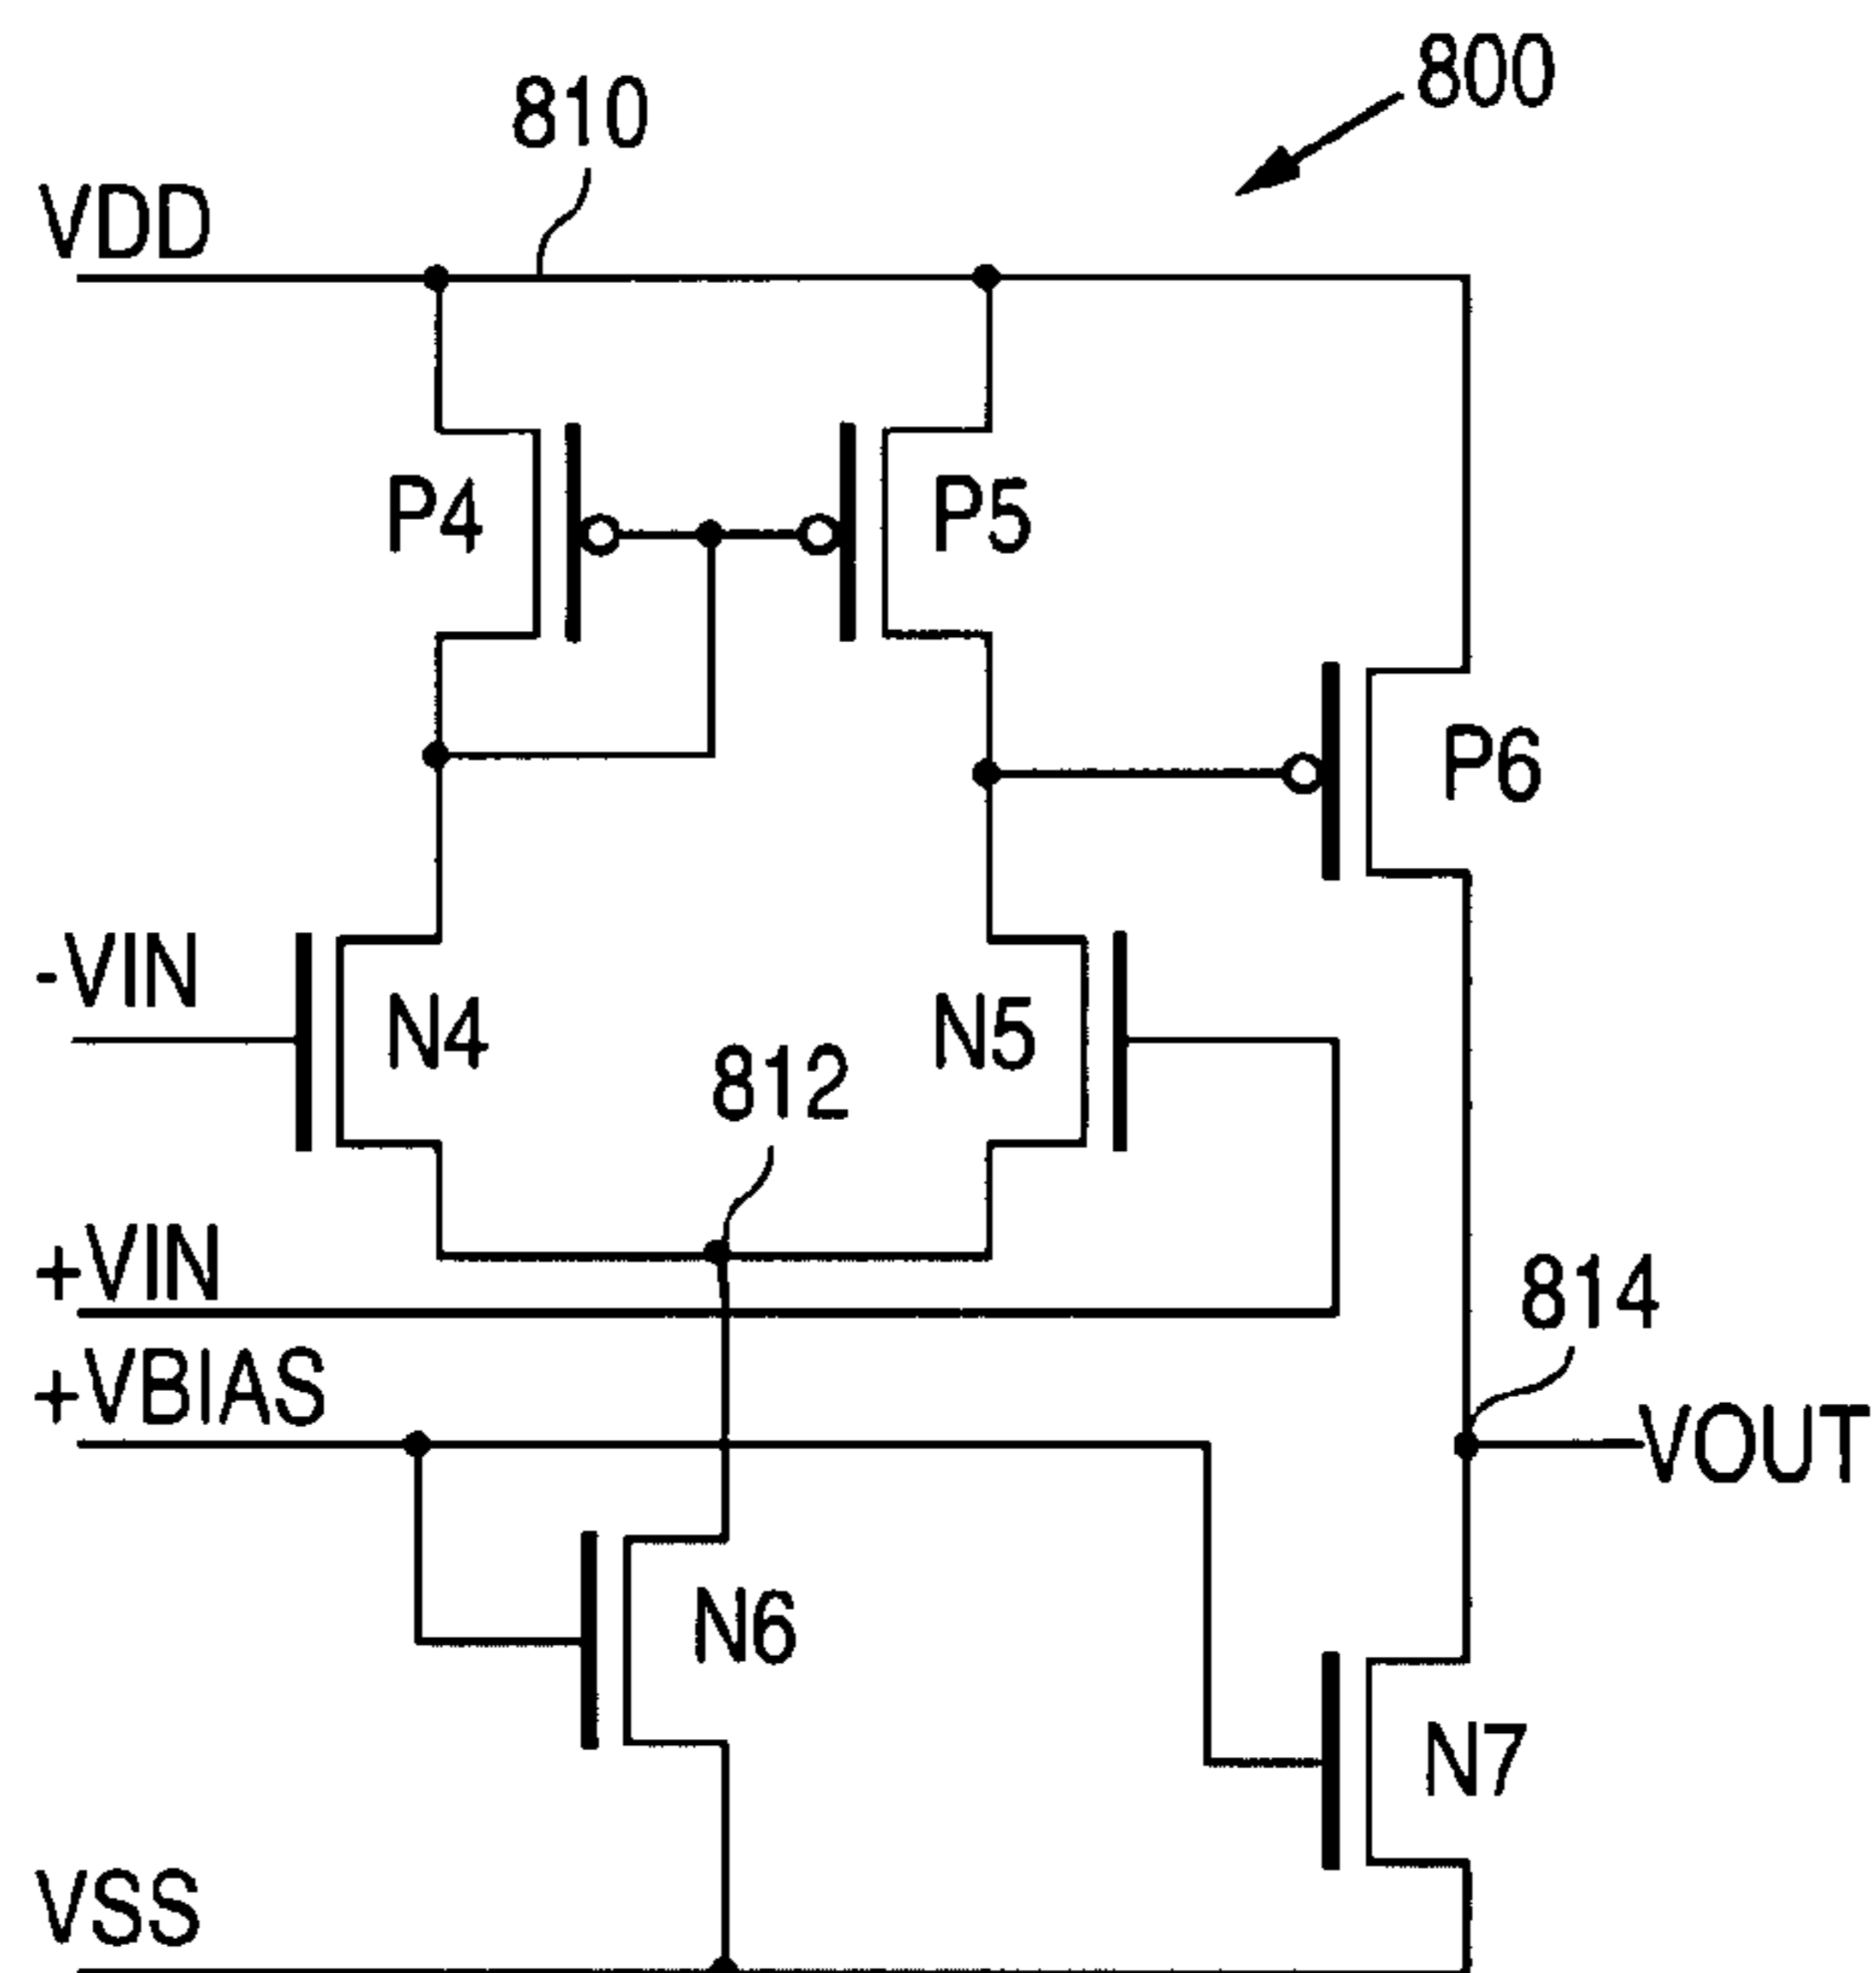 800
810
VDD
P4
P5
P6
-VIN
N4
N5
812
+VIN
814
+VBIAS
VOUT
N6
N7
VSS